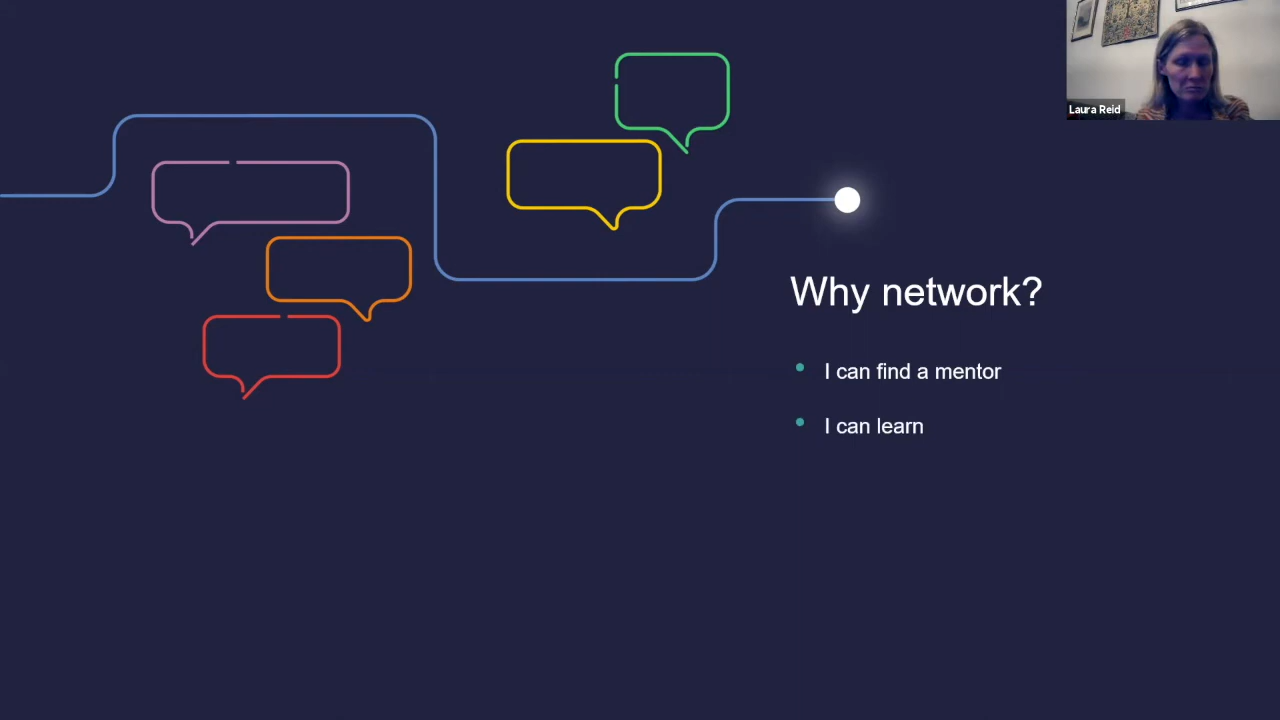 Laura Reid
Why network?
I can find a mentor
I can learn